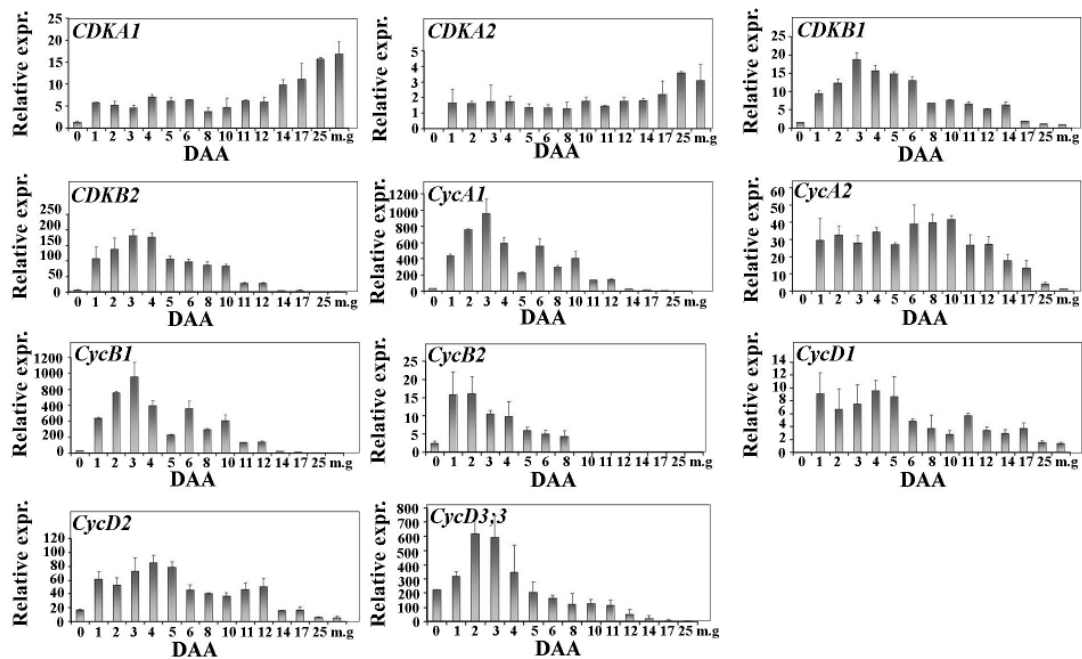 CDKA1
Relative expr.
25
20
15
10
5
0
0 1 2 3 4 5 6 8 10 11 12 14 17 25 m.g
DAA
CDKA2
Relative expr.
5
4
3
2
1
0
0 1 2 3 4 5 6 8 10 11 12 14 17 25 m.g
DAA
CDKB1
Relative expr.
25
20
15
10
5
0
0 1 2 3 4 5 6 8 10 11 12 14 17 25 m.g
DAA
CDKB2
Relative expr.
250
200
150
100
50
0
0 1 2 3 4 5 6 8 10 11 12 14 17 25 m.g
DAA
CycA1
Relative expr.
1200
1000
800
600
400
200
0
0 1 2 3 4 5 6 8 10 11 12 14 17 25 m.g
DAA
CycA2
Relative expr.
60
50
40
30
20
10
0
0 1 2 3 4 5 6 8 10 11 12 14 17 25 m.g
DAA
CycB1
Relative expr.
1200
1000
800
600
400
200
0
0 1 2 3 4 5 6 8 10 11 12 14 17 25 m.g
DAA
CycB2
Relative expr.
25
20
15
10
5
0
0 1 2 3 4 5 6 8 10 11 12 14 17 25 m.g
DAA
CycD1
Relative expr.
14
12
10
8
6
4
2
0
0 1 2 3 4 5 6 8 10 11 12 14 17 25 m.g
DAA
CycD2
Relative expr.
120
100
80
60
40
20
0
0 1 2 3 4 5 6 8 10 11 12 14 17 25 m.g
DAA
CycD3;3
Relative expr.
800
700
600
500
400
300
200
100
0
0 1 2 3 4 5 6 8 10 11 12 14 17 25 m.g
DAA